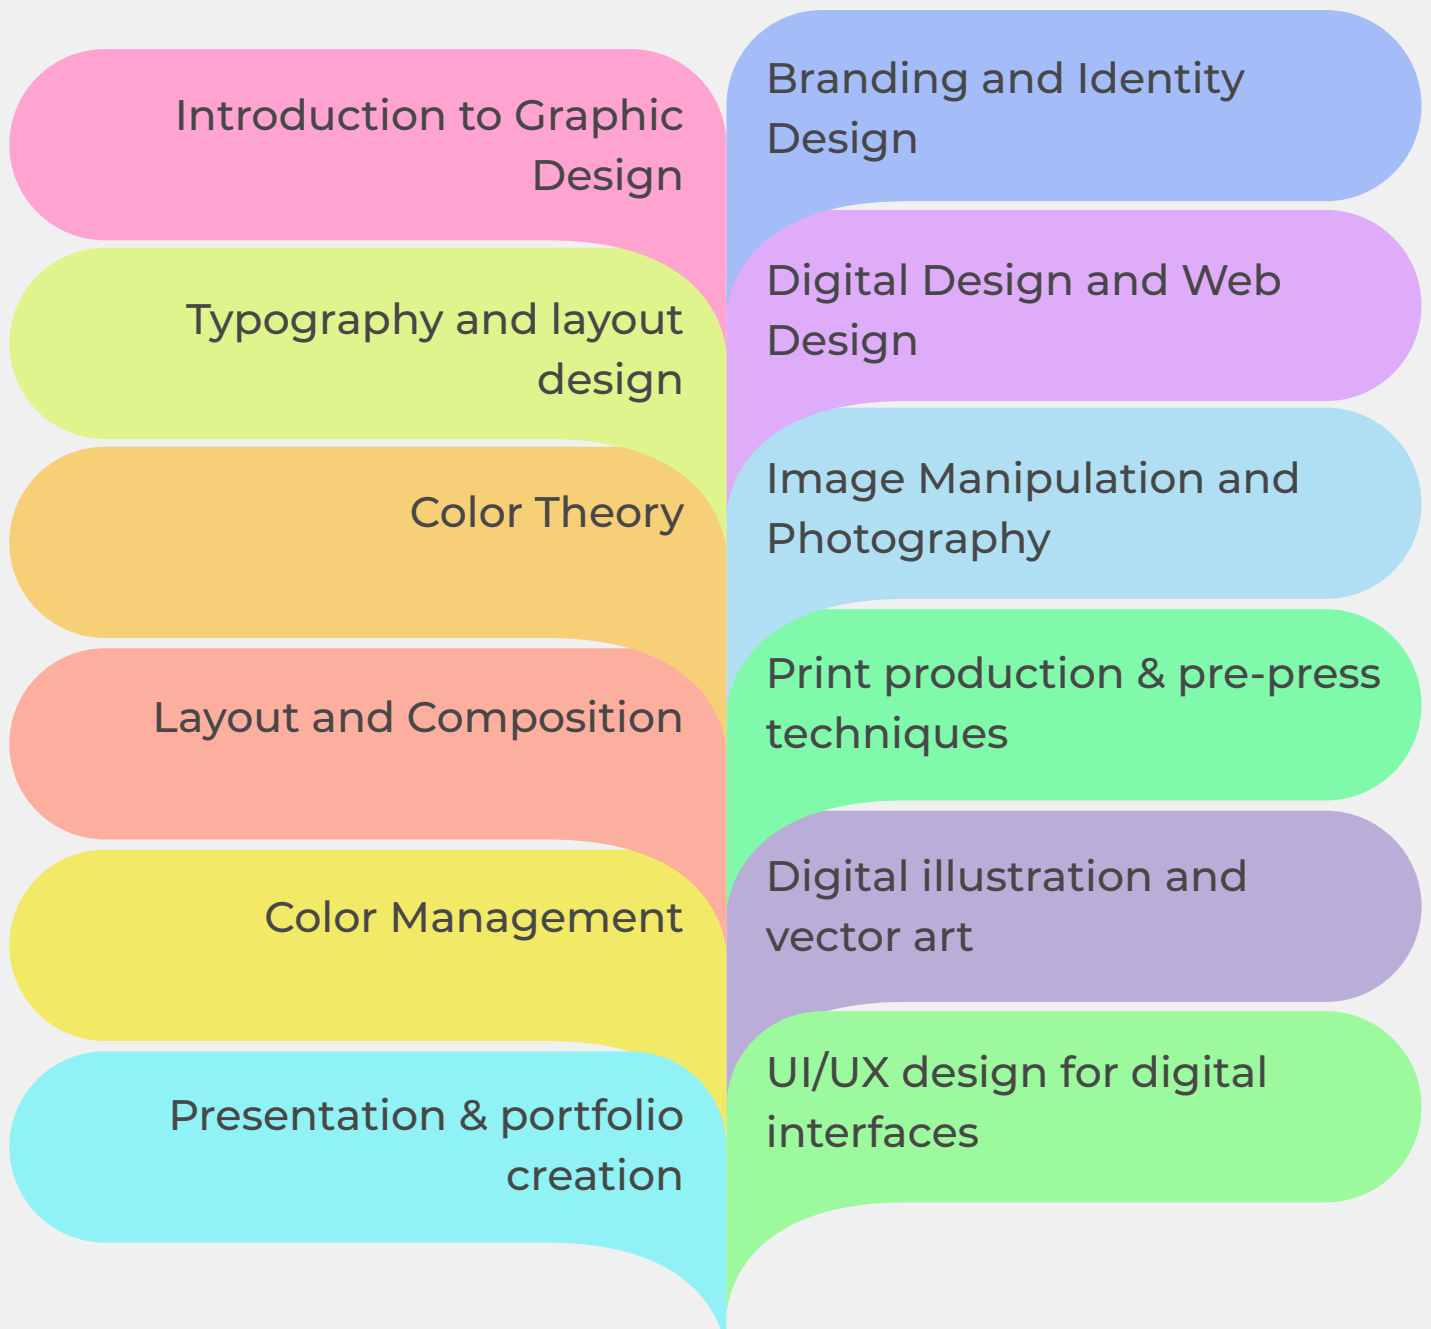 Introduction to Graphic
Design
Typography and layout
design
Color Theory
Layout and Composition
Color Management
Presentation & portfolio
creation
Branding and Identity
Design
Digital Design and Web
Design
Image Manipulation and
Photography
Print production & pre-press
techniques
Digital illustration and
vector art
UI/UX design for digital
interfaces